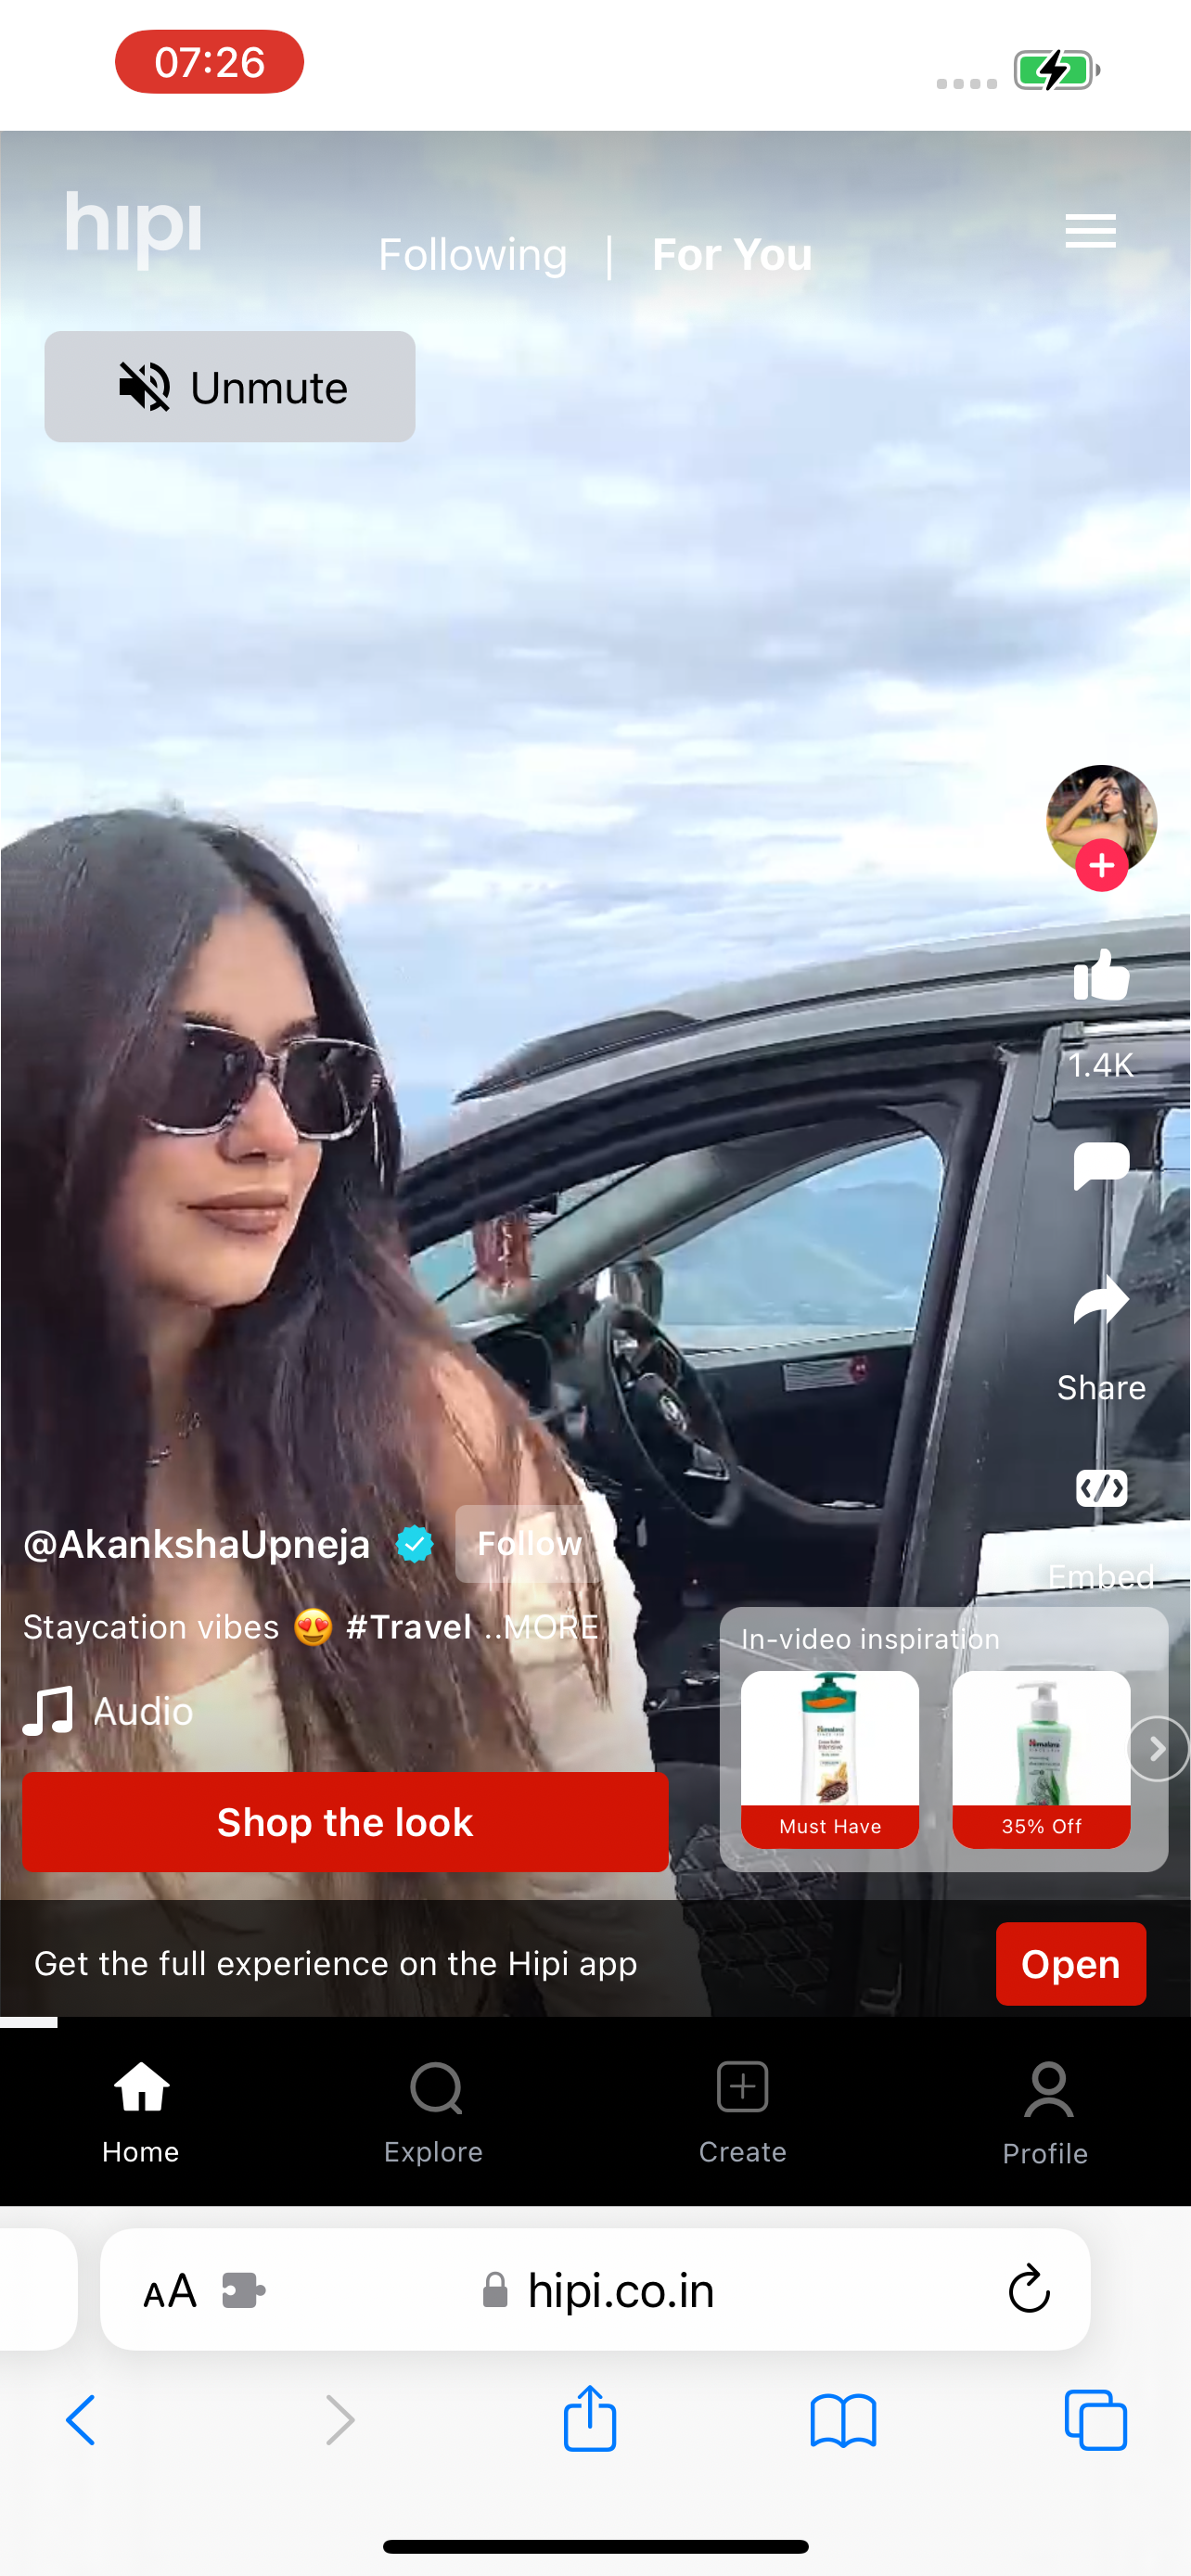 07:26
hipi
Following | For You
Unmute
1.4K
Share
Embed
@AkankshaUpneja
Follow
Staycation vibes 😍 #Travel ..MORE
Audio
Shop the look
In-video inspiration
Himalaya
Himalaya
Must Have
35% Off
Get the full experience on the Hipi app
Open
Home
Explore
Create
Profile
AA
hipi.co.in